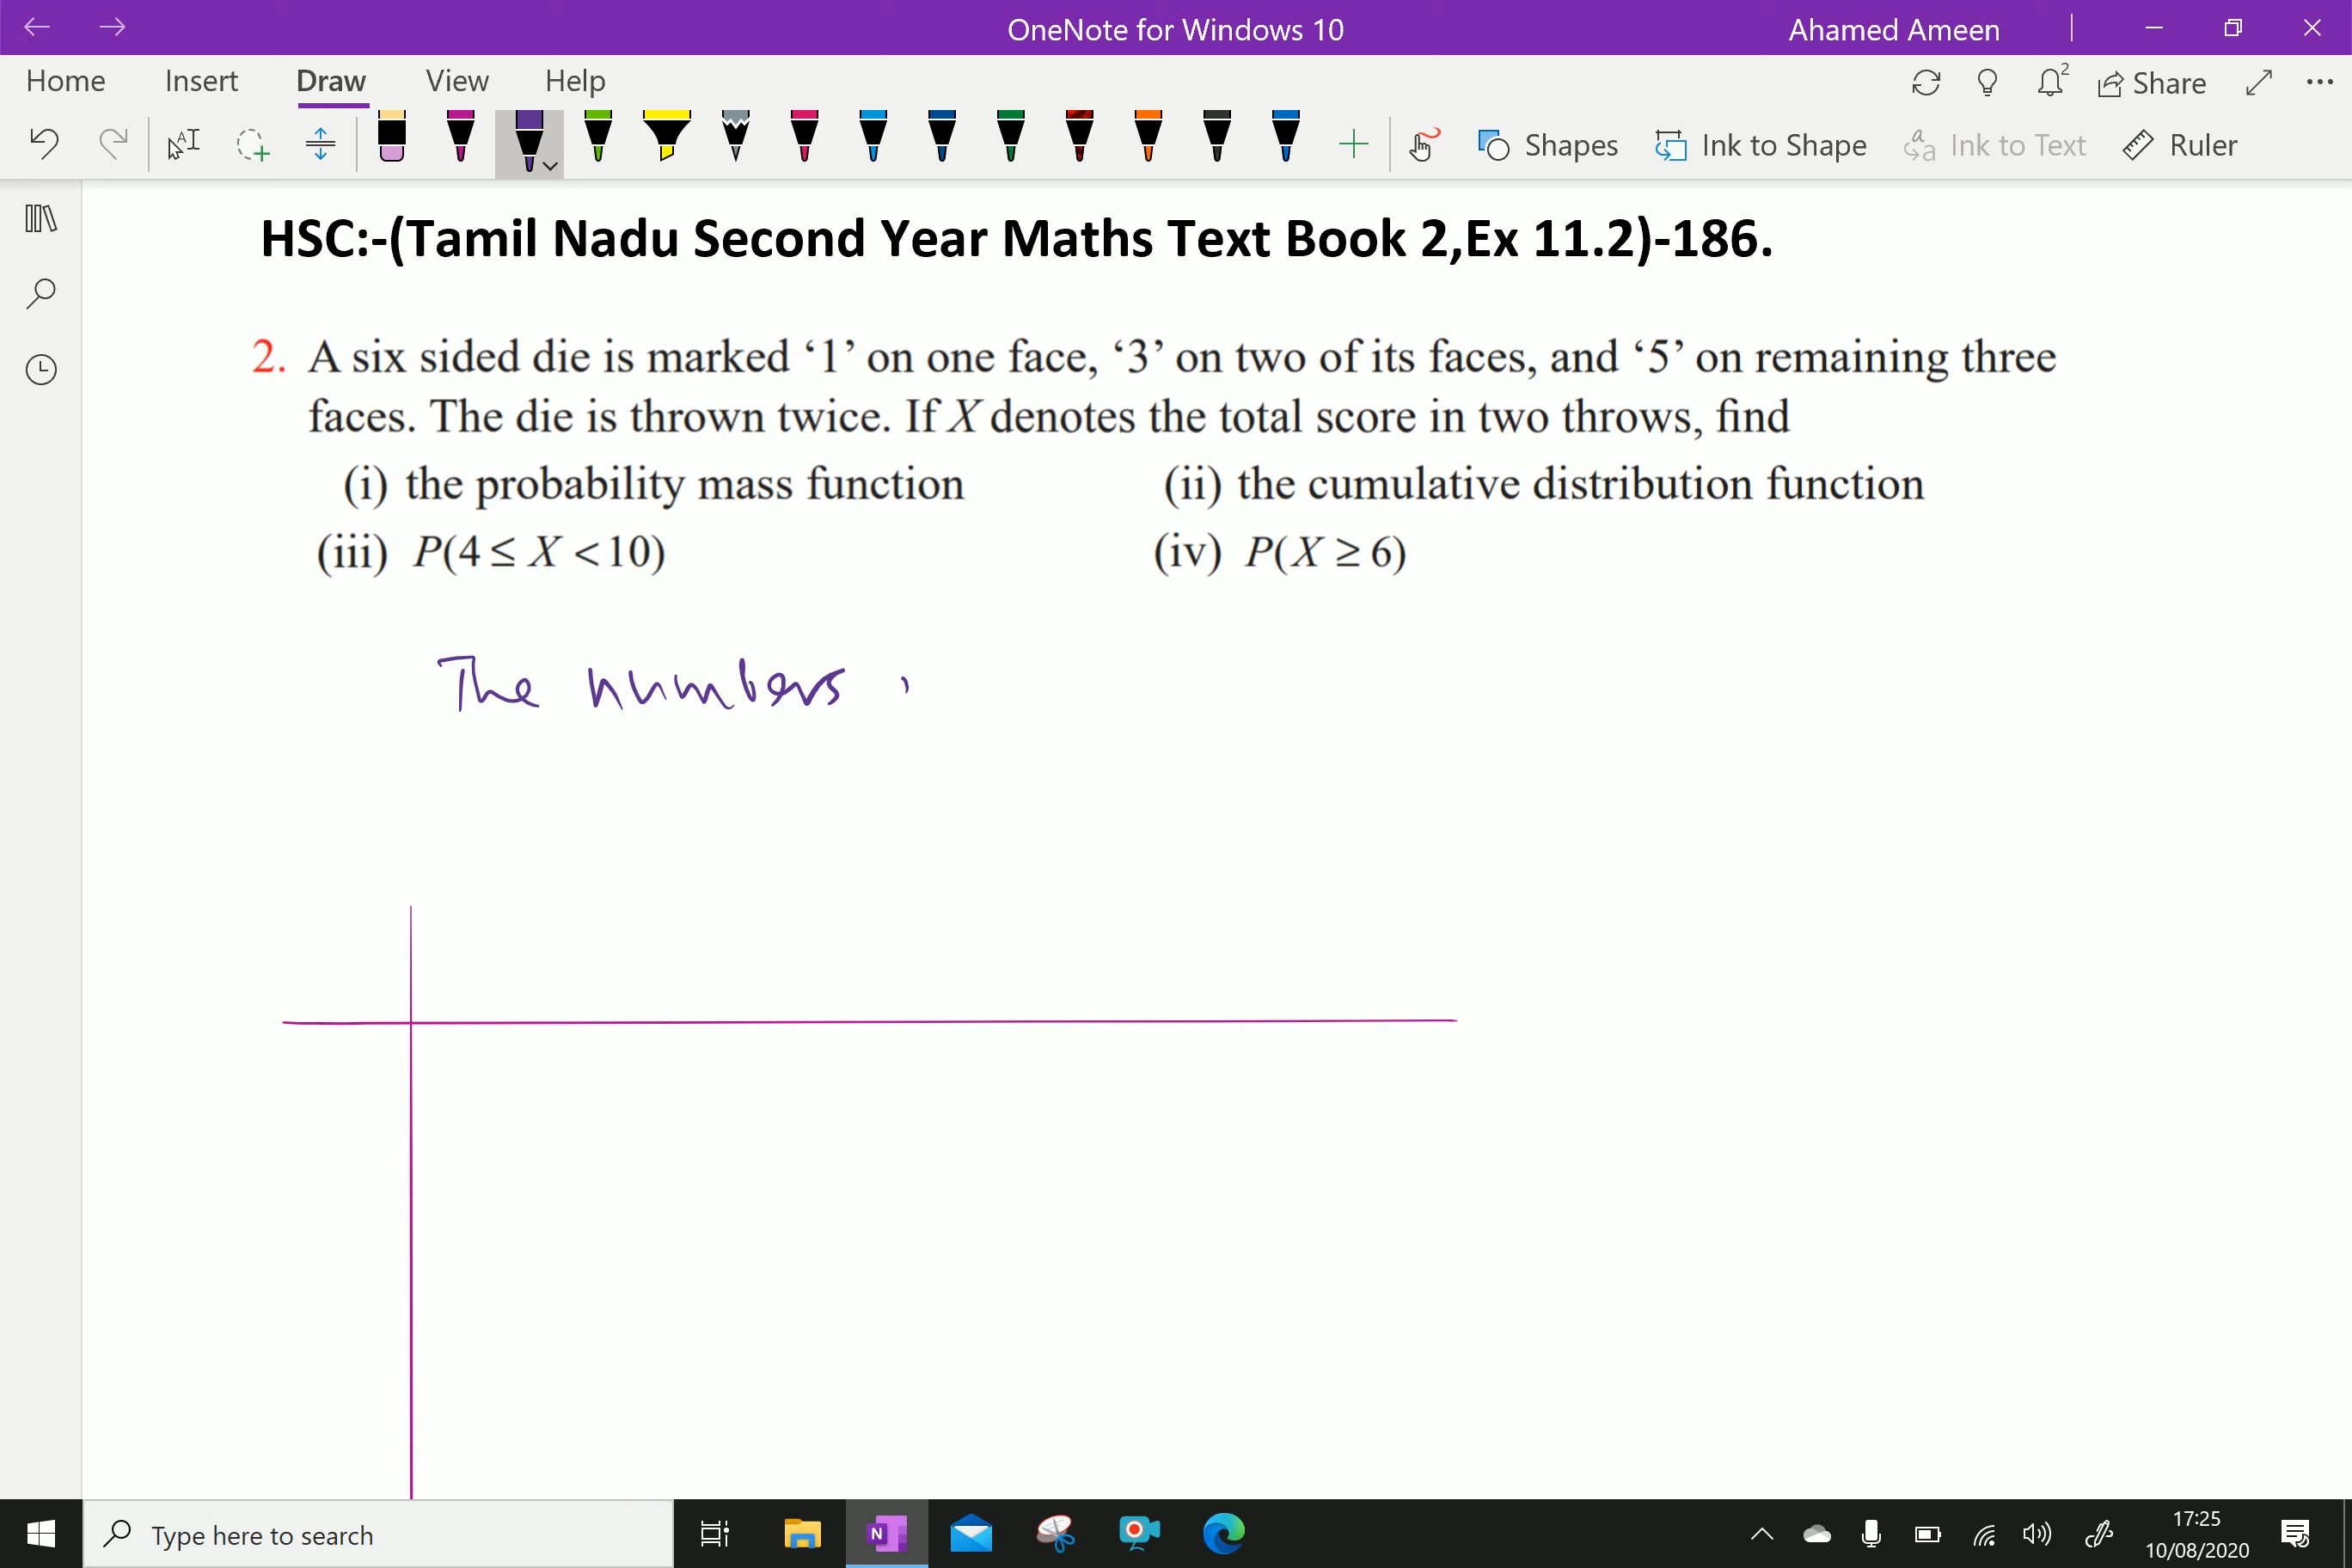 OneNote for Windows 10
Ahamed Ameen
Home Insert Draw View Help
2 Share
Shapes Ink to Shape Ink to Text Ruler
HSC:-(Tamil Nadu Second Year Maths Text Book 2,Ex 11.2)-186.
2. A six sided die is marked ‘1’ on one face, ‘3’ on two of its faces, and ‘5’ on remaining three
faces. The die is thrown twice. If X denotes the total score in two throws, find
(i) the probability mass function (ii) the cumulative distribution function
(iii) P(4 ≤ X < 10) (iv) P(X ≥ 6)
The numbers
Type here to search
17:25
10/08/2020